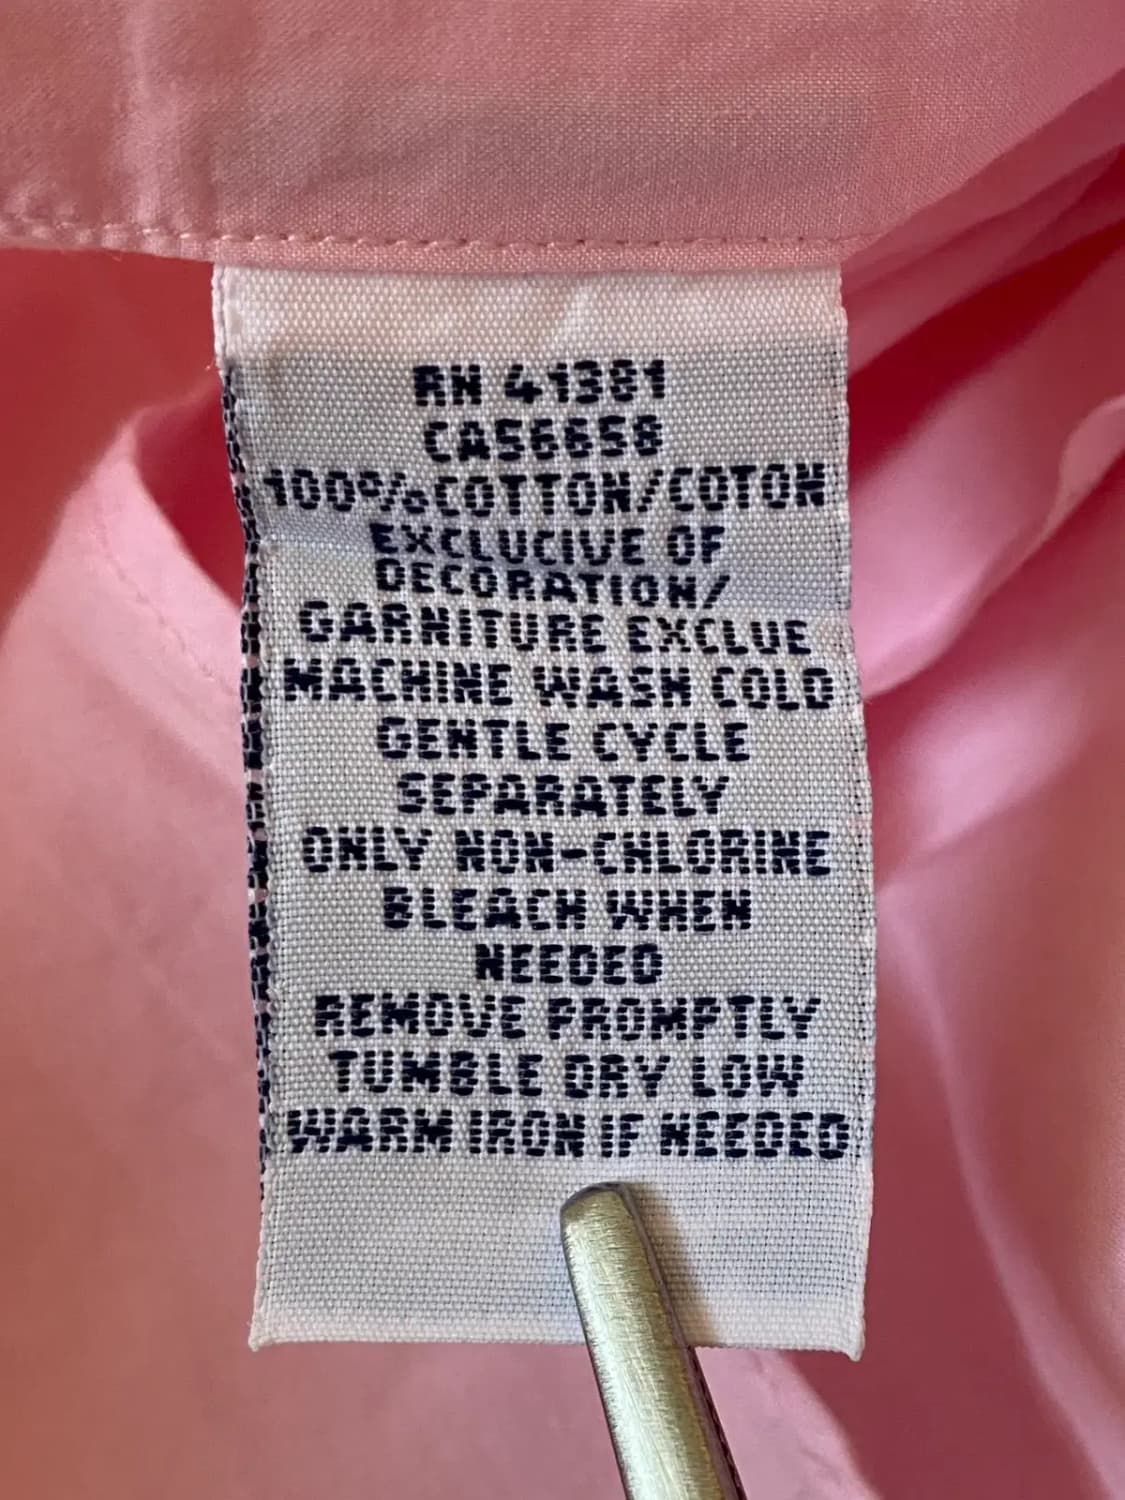 RN 41381
CA56658
100%COTTON/COTON
EXCLUCIVE OF
DECORATION/
GARNITURE EXCLUE
MACHINE WASH COLD
GENTLE CYCLE
SEPARATELY
ONLY NON-CHLORINE
BLEACH WHEN
NEEDED
REMOVE PROMPTLY
TUMBLE DRY LOW
WARM IRON IF NEEDED